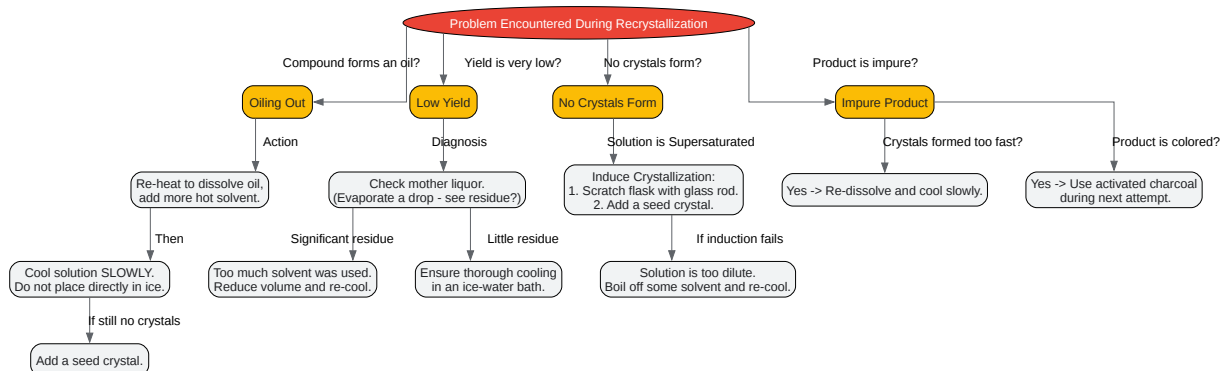 Problem Encountered During Recrystallization
Compound forms an oil?
Yield is very low?
No crystals form?
Product is impure?
Oiling Out
Low Yield
No Crystals Form
Impure Product
Action
Diagnosis
Solution is Supersaturated
Crystals formed too fast?
Product is colored?
Re-heat to dissolve oil,
add more hot solvent.
Check mother liquor.
(Evaporate a drop - see residue?)
Induce Crystallization:
1. Scratch flask with glass rod.
2. Add a seed crystal.
Yes -> Re-dissolve and cool slowly.
Yes -> Use activated charcoal
during next attempt.
Then
Significant residue
Little residue
If induction fails
Cool solution SLOWLY.
Do not place directly in ice.
Too much solvent was used.
Reduce volume and re-cool.
Ensure thorough cooling
in an ice-water bath.
Solution is too dilute.
Boil off some solvent and re-cool.
If still no crystals
Add a seed crystal.